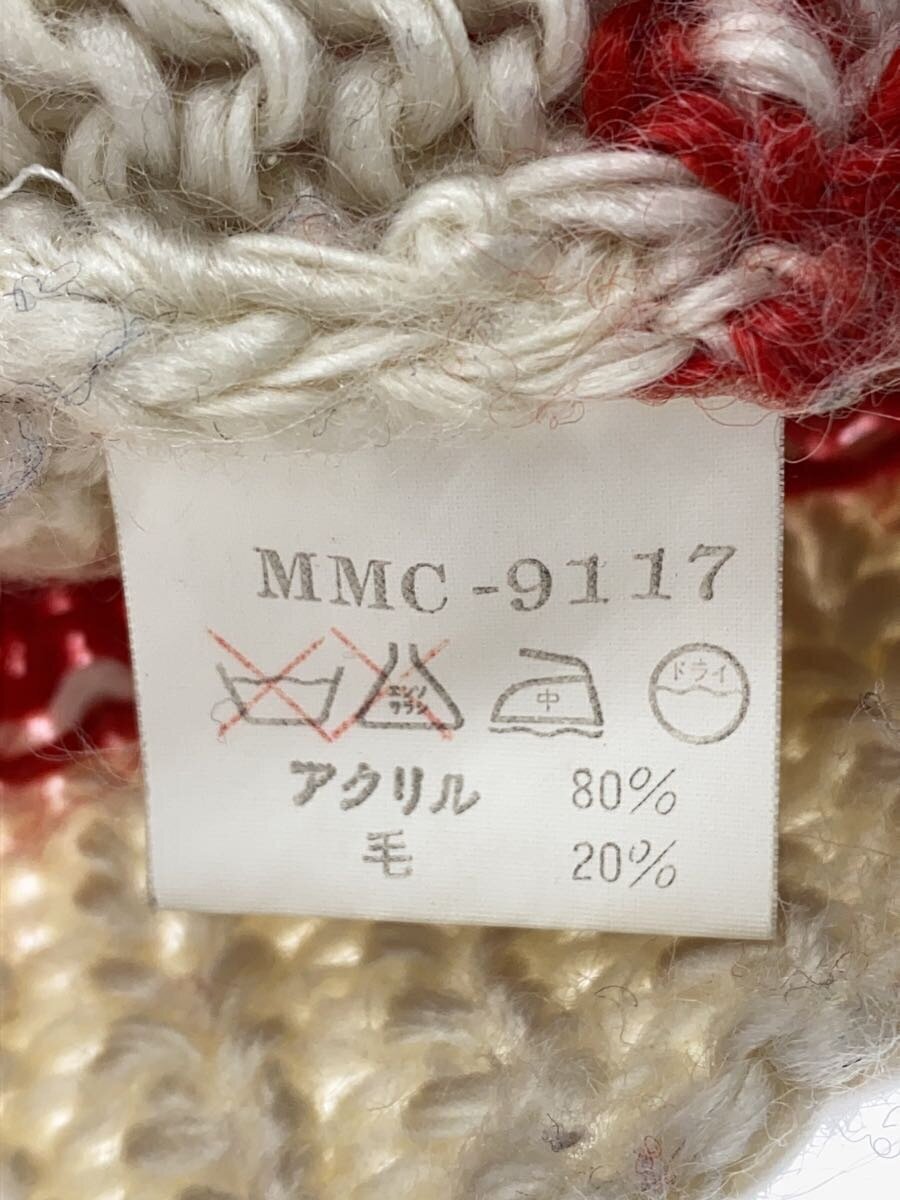 MMC-9117
エンソ
サラシ
中
ドライ
アクリル 80%
毛 20%